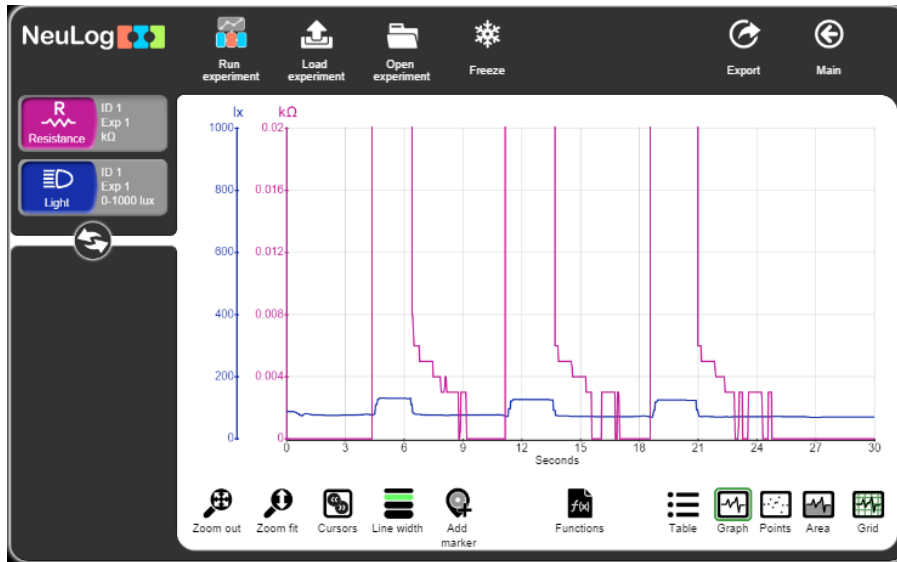 NeuLog
Run experiment
Load experiment
Open experiment
Freeze
Export
Main
R
Resistance
ID 1
Exp 1
kΩ
Light
ID 1
Exp 1
0-1000 lux
lx
kΩ
1000
800
600
400
200
0
0.02
0.016
0.012
0.008
0.004
0
0 3 6 9 12 15 18 21 24 27 30
Seconds
Zoom out
Zoom fit
Cursors
Line width
Add marker
f(x)
Functions
Table
Graph
Points
Area
Grid